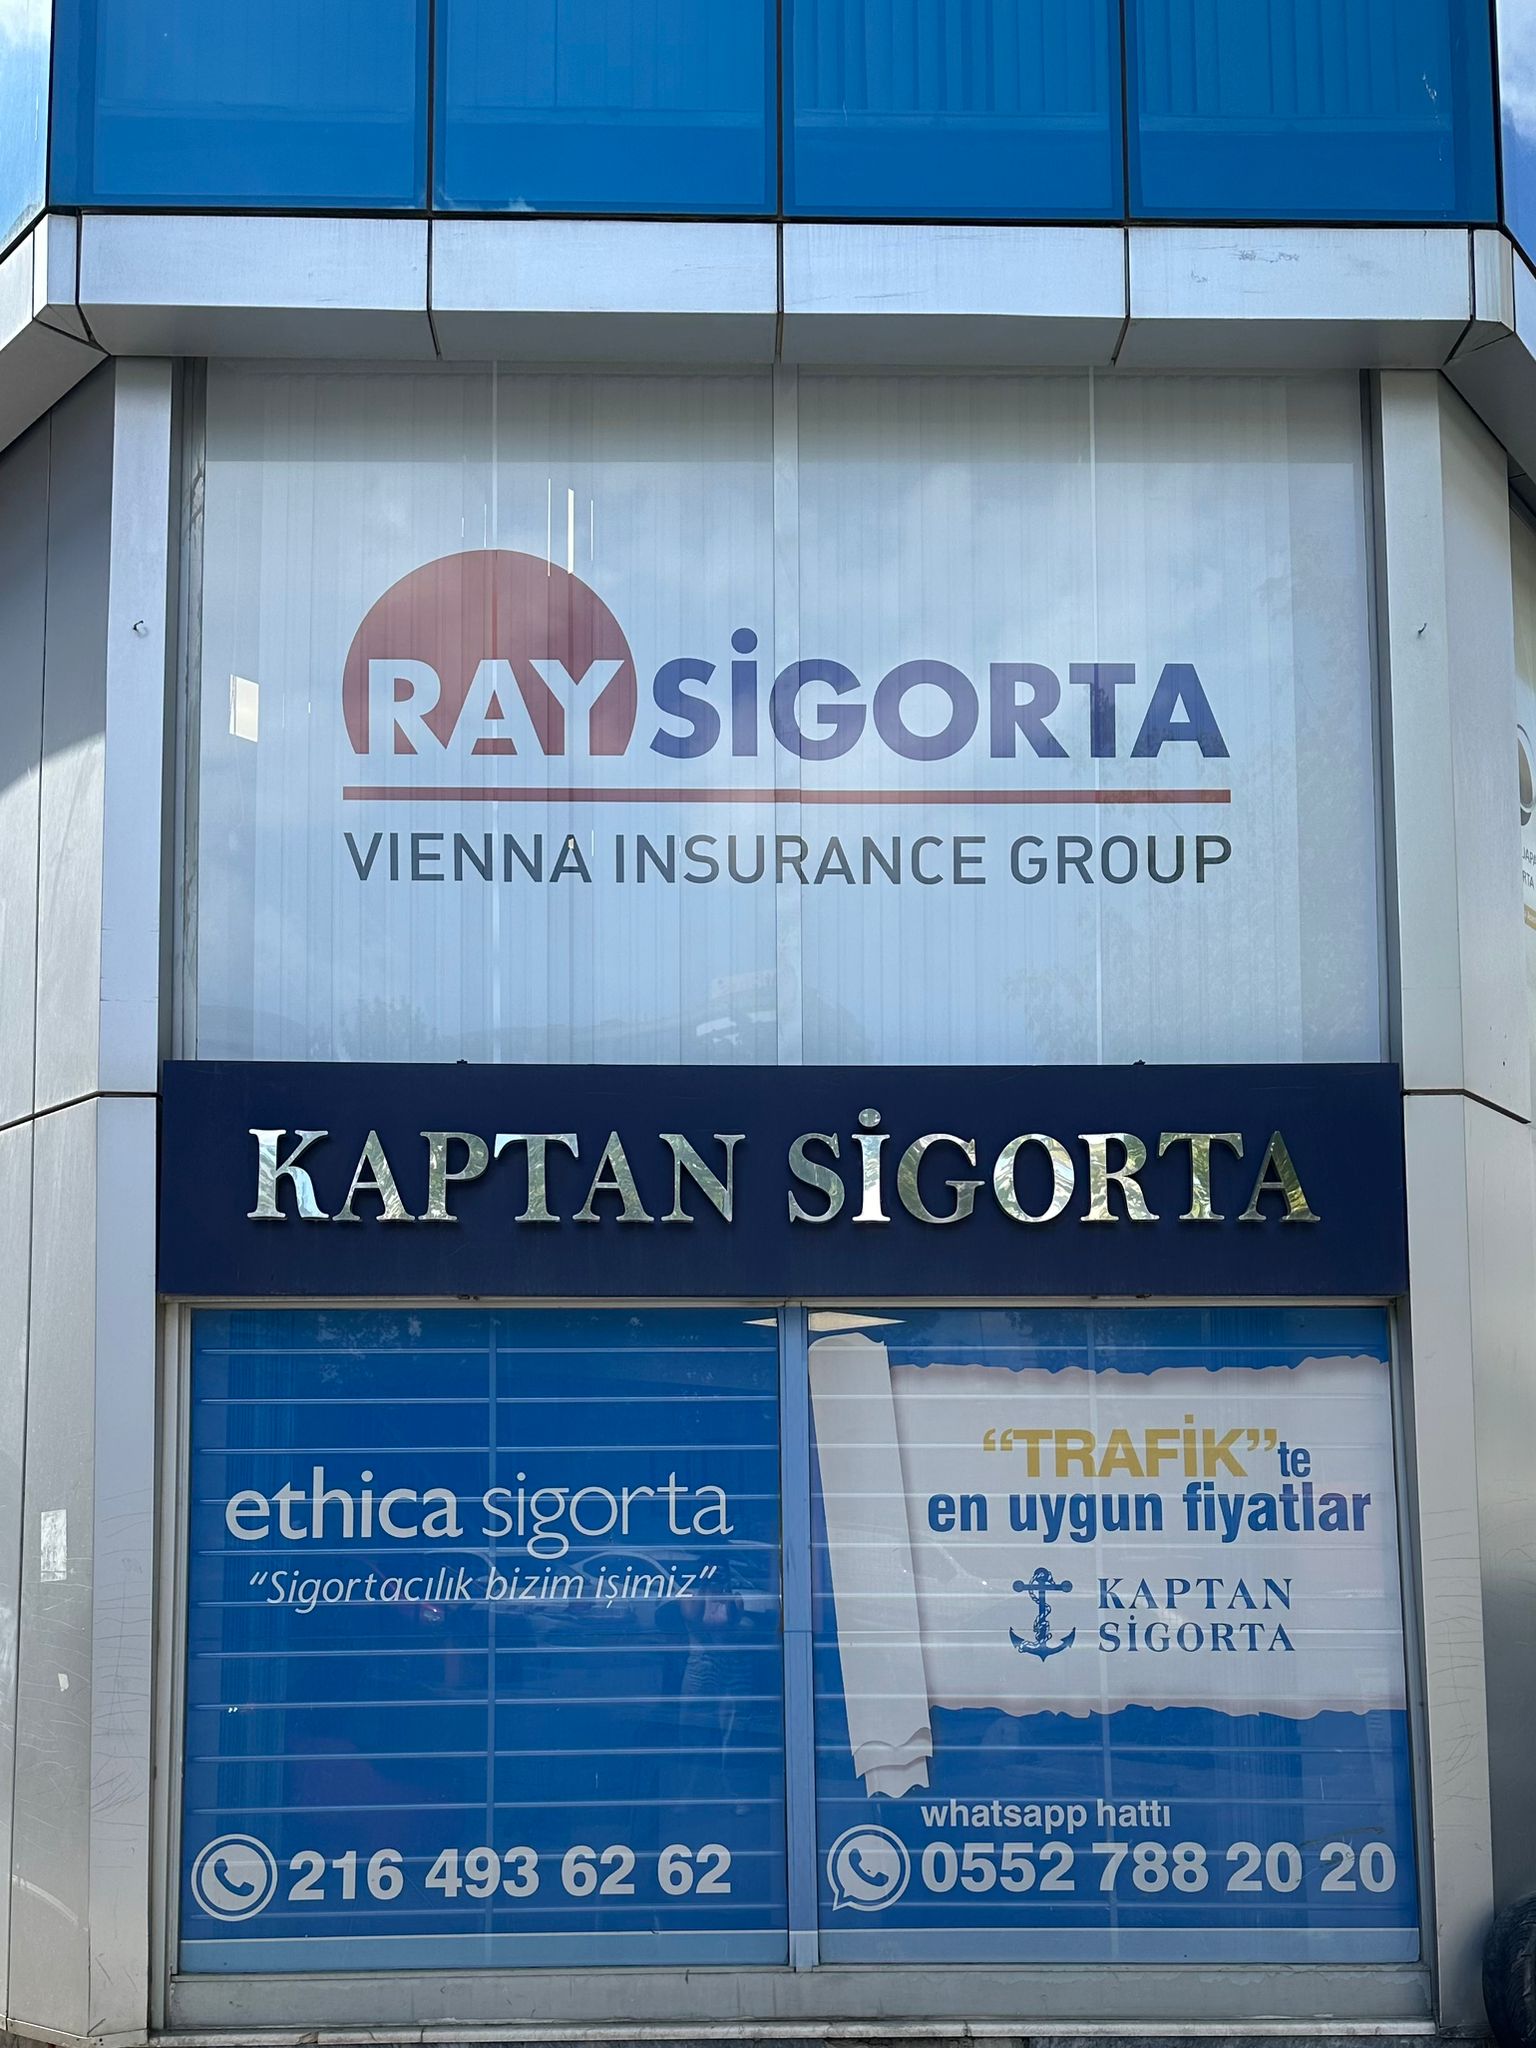 RAY SİGORTA
VIENNA INSURANCE GROUP
KAPTAN SİGORTA
ethica sigorta
"Sigortacılık bizim işimiz"
216 493 62 62
“TRAFİK”te
en uygun fiyatlar
KAPTAN
SİGORTA
whatsapp hattı
0552 788 20 20